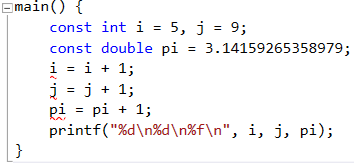 main() {
    const int i = 5, j = 9;
    const double pi = 3.14159265358979;
    i = i + 1;
    j = j + 1;
    pi = pi + 1;
    printf("%d\n%d\n%f\n", i, j, pi);
}